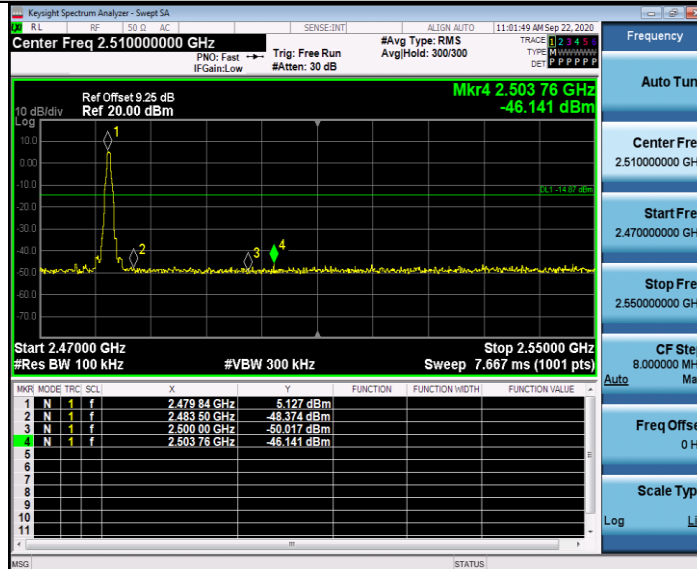 Keysight Spectrum Analyzer - Swept SA
RL RF 50 Ω AC SENSE:INT ALIGN AUTO 11:01:49 AM Sep 22, 2020
Center Freq 2.510000000 GHz
PNO: Fast
IFGain:Low
Trig: Free Run
#Atten: 30 dB
#Avg Type: RMS
Avg|Hold: 300/300
TRACE 1 2 3 4 5 6
TYPE M
DET P P P P P P
Frequency
Ref Offset 9.25 dB
10 dB/div Ref 20.00 dBm
Log
Mkr4 2.503 76 GHz
-46.141 dBm
10.0
0.00
-10.0
-20.0
-30.0
-40.0
-50.0
-60.0
-70.0
1
2
3
4
DL1 -14.87 dBm
Start 2.47000 GHz Stop 2.55000 GHz
#Res BW 100 kHz #VBW 300 kHz Sweep 7.667 ms (1001 pts)
MKR MODE TRC SCL X Y FUNCTION FUNCTION WIDTH FUNCTION VALUE
1 N 1 f 2.479 84 GHz 5.127 dBm
2 N 1 f 2.483 50 GHz -48.374 dBm
3 N 1 f 2.500 00 GHz -50.017 dBm
4 N 1 f 2.503 76 GHz -46.141 dBm
5
6
7
8
9
10
11
MSG STATUS
Auto Tun
Center Fre
2.510000000 GH
Start Fre
2.470000000 GH
Stop Fre
2.550000000 GH
CF Ste
8.000000 MH
Auto Ma
Freq Offse
0 H
Scale Typ
Log Li